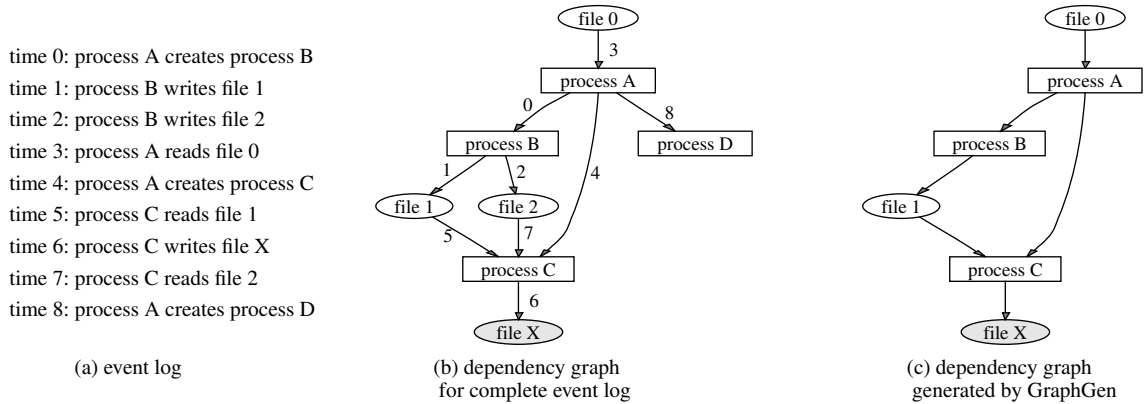 time 0: process A creates process B
time 1: process B writes file 1
time 2: process B writes file 2
time 3: process A reads file 0
time 4: process A creates process C
time 5: process C reads file 1
time 6: process C writes file X
time 7: process C reads file 2
time 8: process A creates process D
(a) event log
file 0
3
process A
0
8
process B
process D
1
2
4
file 1
file 2
5
7
process C
6
file X
(b) dependency graph
for complete event log
file 0
process A
process B
file 1
process C
file X
(c) dependency graph
generated by GraphGen